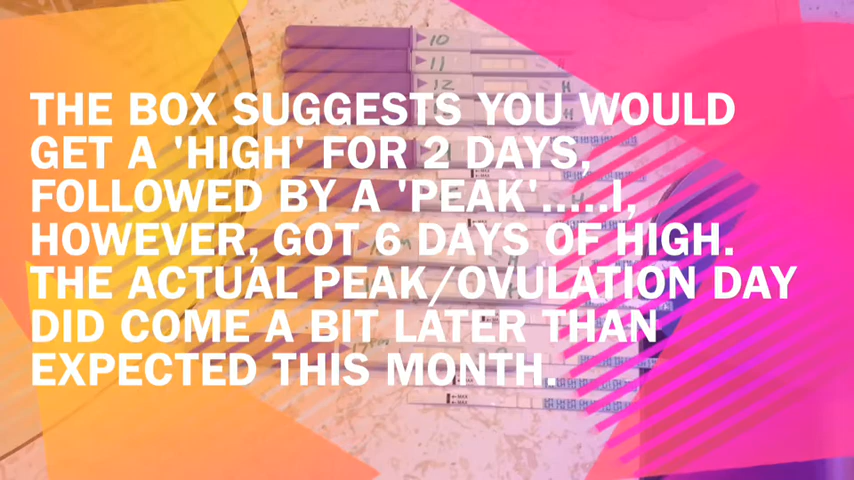 THE BOX SUGGESTS YOU WOULD
GET A 'HIGH' FOR 2 DAYS,
FOLLOWED BY A 'PEAK'.....I,
HOWEVER, GOT 6 DAYS OF HIGH.
THE ACTUAL PEAK/OVULATION DAY
DID COME A BIT LATER THAN
EXPECTED THIS MONTH.
10
11
12 H
H